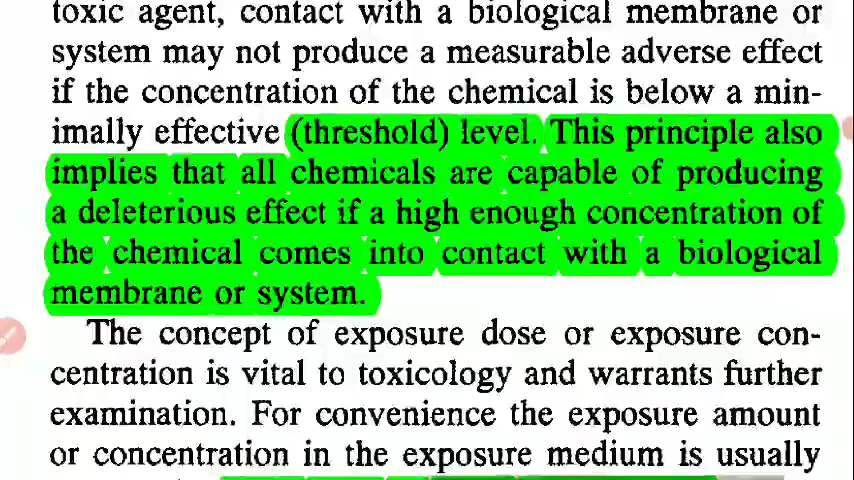 toxic agent, contact with a biological membrane or
system may not produce a measurable adverse effect
if the concentration of the chemical is below a min-
imally effective (threshold) level. This principle also
implies that all chemicals are capable of producing
a deleterious effect if a high enough concentration of
the chemical comes into contact with a biological
membrane or system.
The concept of exposure dose or exposure con-
centration is vital to toxicology and warrants further
examination. For convenience the exposure amount
or concentration in the exposure medium is usually